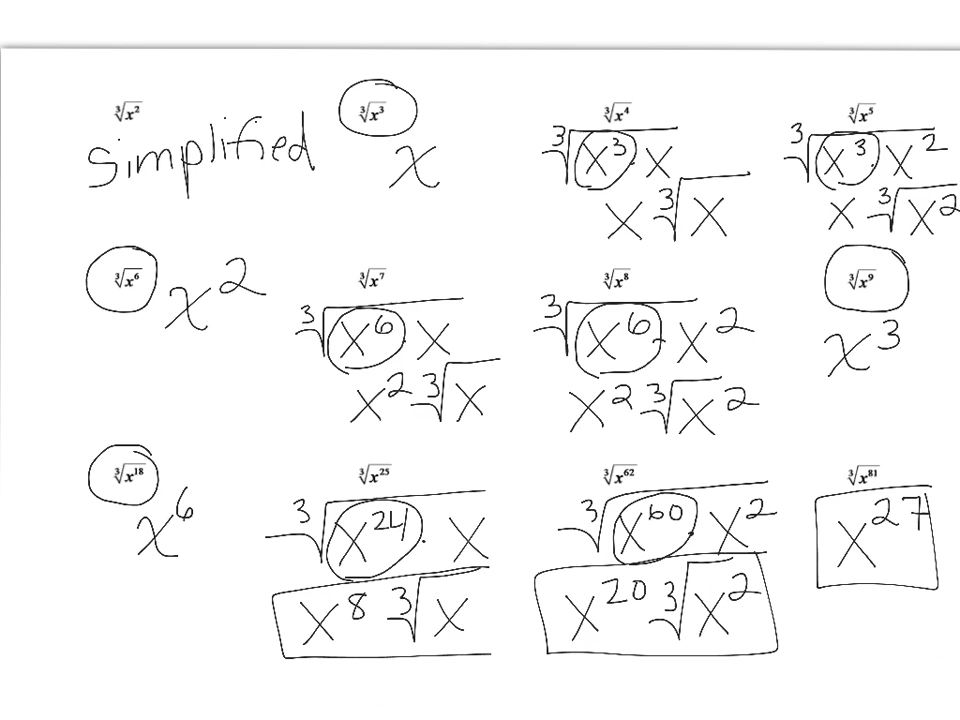 ∛x² ∛x³ ∛x⁴ ∛x⁵
simplified x ∛(x³·x) ∛(x³·x²)
x∛x x∛x²
∛x⁶ x² ∛x⁷ ∛x⁸ ∛x⁹
∛(x⁶·x) ∛(x⁶·x²) x³
x²∛x x²∛x²
∛x¹⁸ ∛x²⁵ ∛x⁶² ∛x⁸¹
x⁶ ∛(x²⁴·x) ∛(x⁶⁰·x²) x²⁷
x⁸∛x x²⁰∛x²